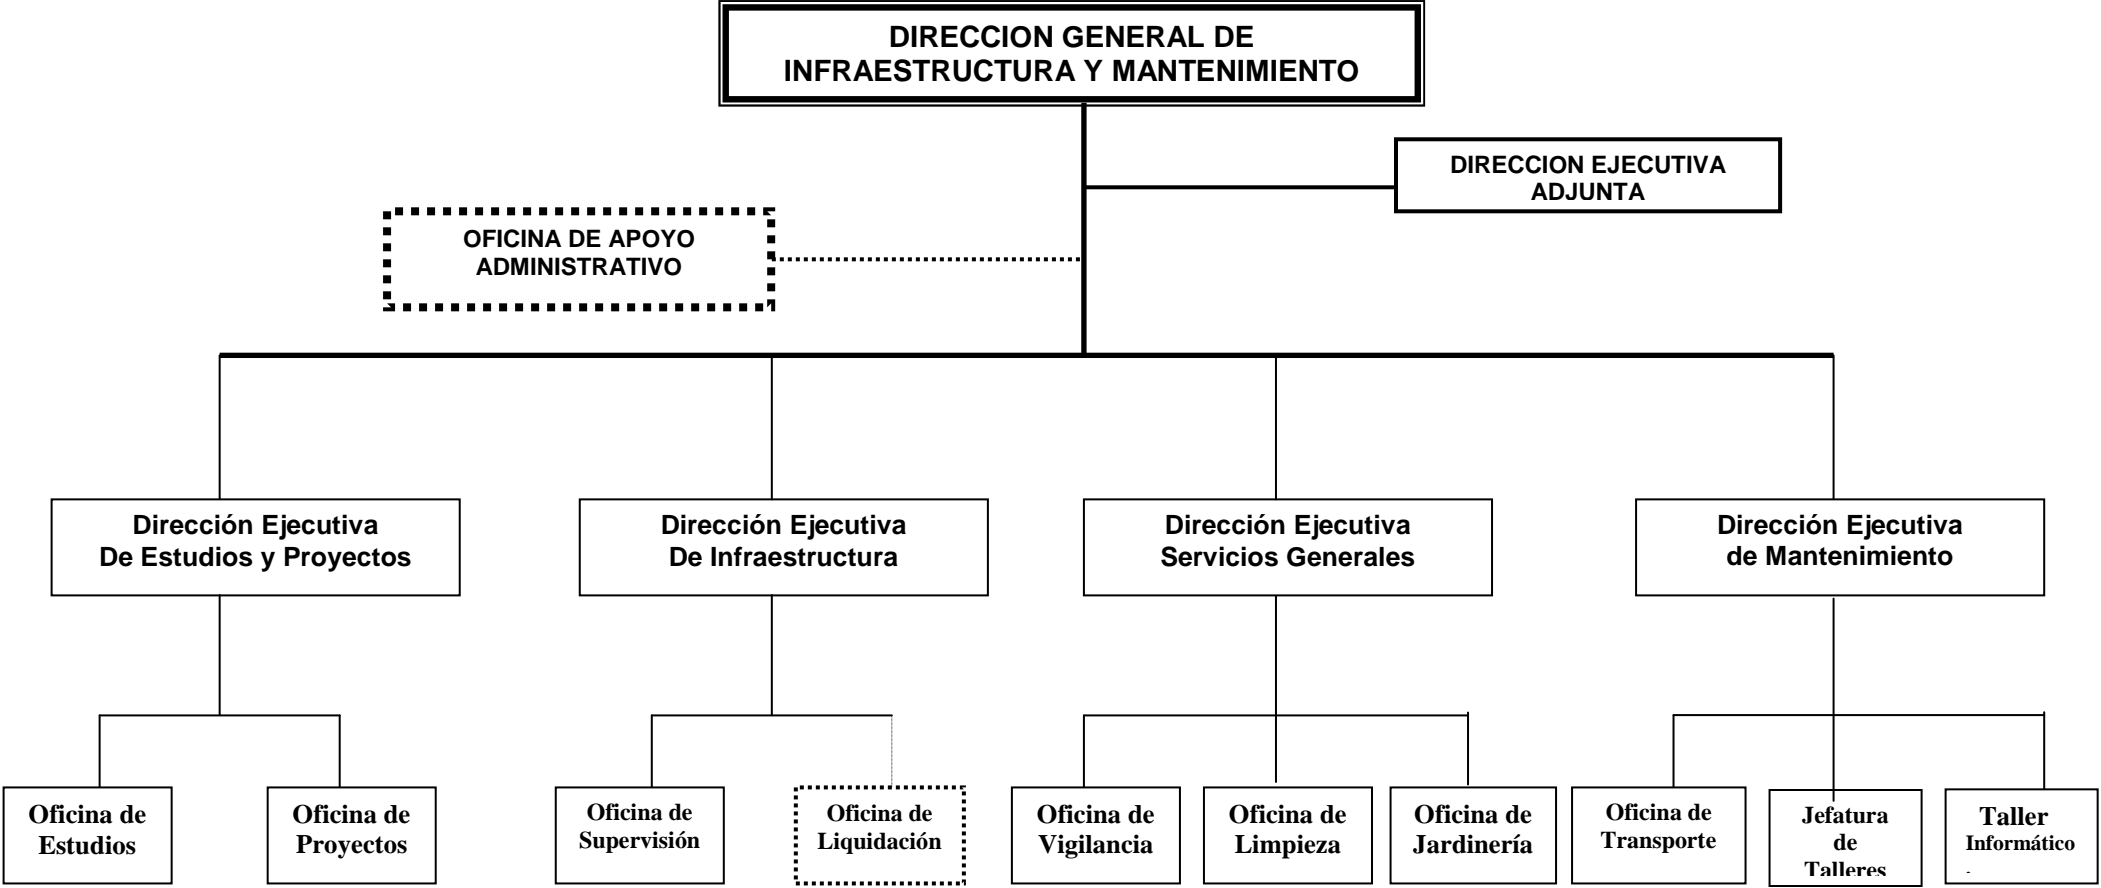 DIRECCION GENERAL DE
INFRAESTRUCTURA Y MANTENIMIENTO
DIRECCION EJECUTIVA
ADJUNTA
OFICINA DE APOYO
ADMINISTRATIVO
Dirección Ejecutiva
De Estudios y Proyectos
Dirección Ejecutiva
De Infraestructura
Dirección Ejecutiva
Servicios Generales
Dirección Ejecutiva
de Mantenimiento
Oficina de
Estudios
Oficina de
Proyectos
Oficina de
Supervisión
Oficina de
Liquidación
Oficina de
Vigilancia
Oficina de
Limpieza
Oficina de
Jardinería
Oficina de
Transporte
Jefatura
de
Talleres
Taller
Informático